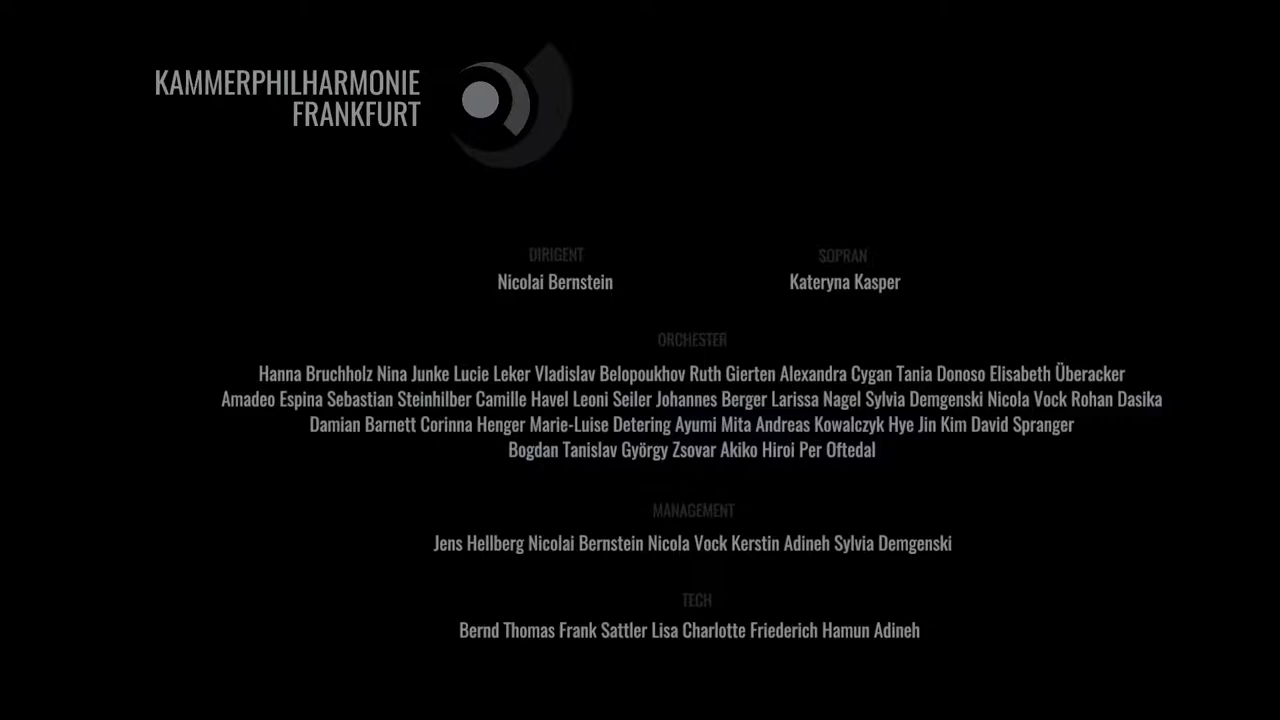 KAMMERPHILHARMONIE
FRANKFURT
DIRIGENT
Nicolai Bernstein
SOPRAN
Kateryna Kasper
ORCHESTER
Hanna Bruchholz Nina Junke Lucie Leker Vladislav Belopoukhov Ruth Gierten Alexandra Cygan Tania Donoso Elisabeth Überacker
Amadeo Espina Sebastian Steinhilber Camille Havel Leoni Seiler Johannes Berger Larissa Nagel Sylvia Demgenski Nicola Vock Rohan Dasika
Damian Barnett Corinna Henger Marie-Luise Detering Ayumi Mita Andreas Kowalczyk Hye Jin Kim David Spranger
Bogdan Tanislav György Zsovar Akiko Hiroi Per Oftedal
MANAGEMENT
Jens Hellberg Nicolai Bernstein Nicola Vock Kerstin Adineh Sylvia Demgenski
TECH
Bernd Thomas Frank Sattler Lisa Charlotte Friederich Hamun Adineh